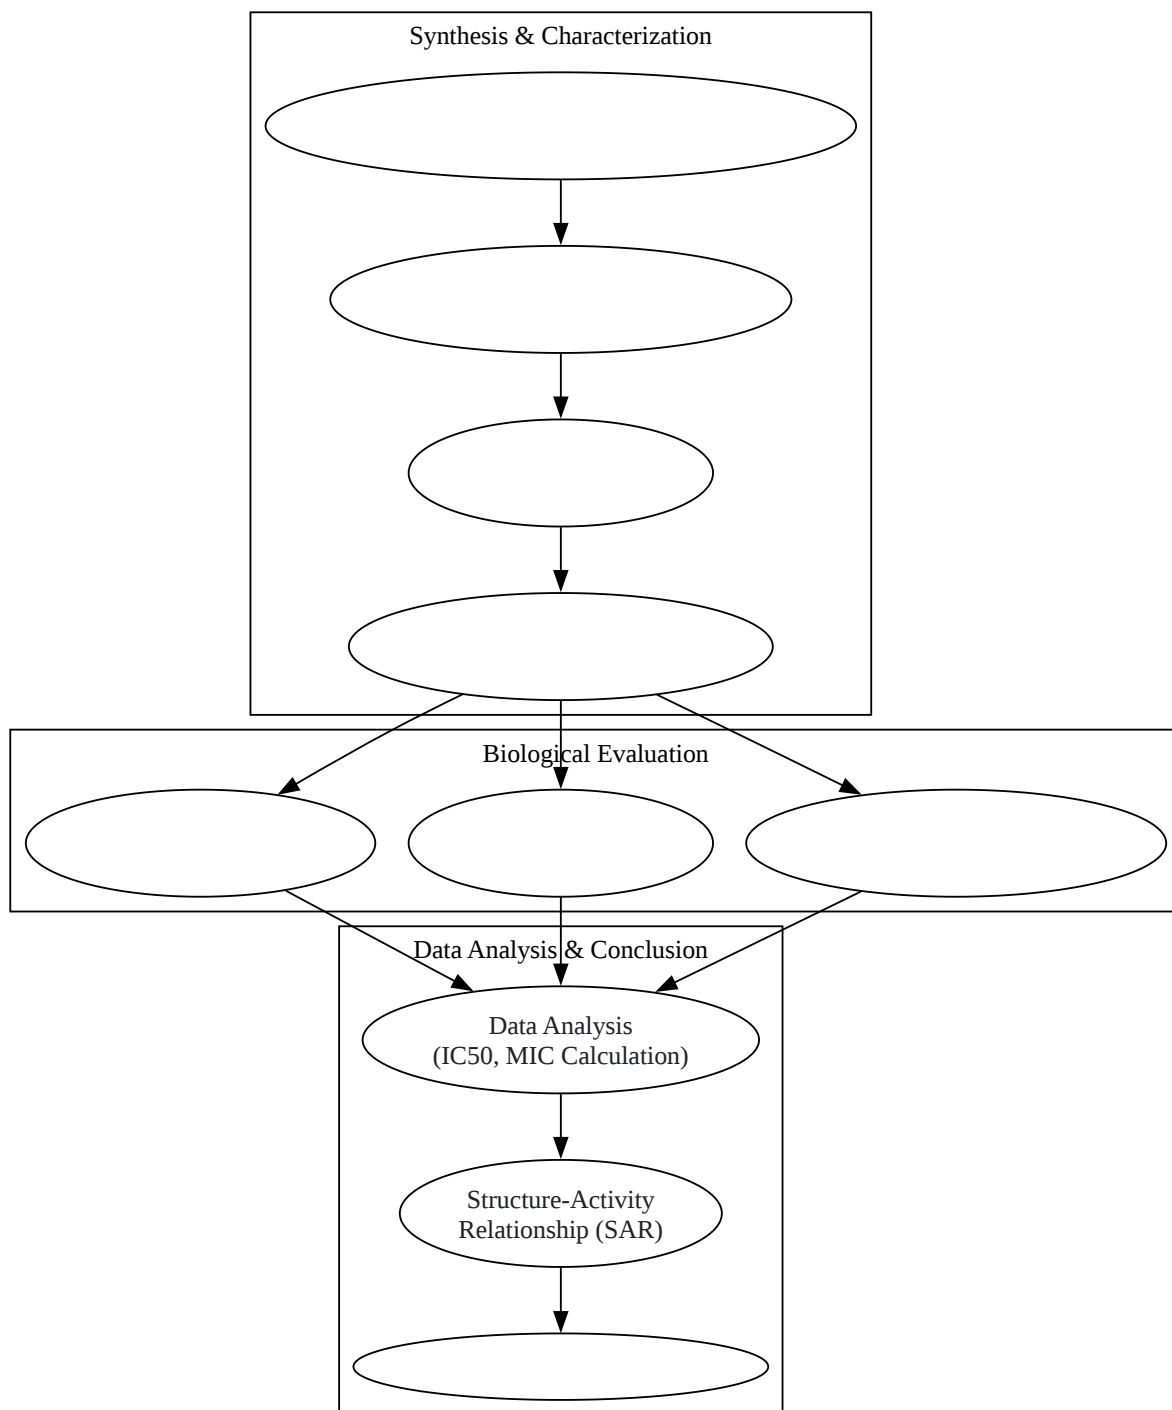 Synthesis & Characterization
Biological Evaluation
Data Analysis & Conclusion
Data Analysis
(IC50, MIC Calculation)
Structure-Activity
Relationship (SAR)